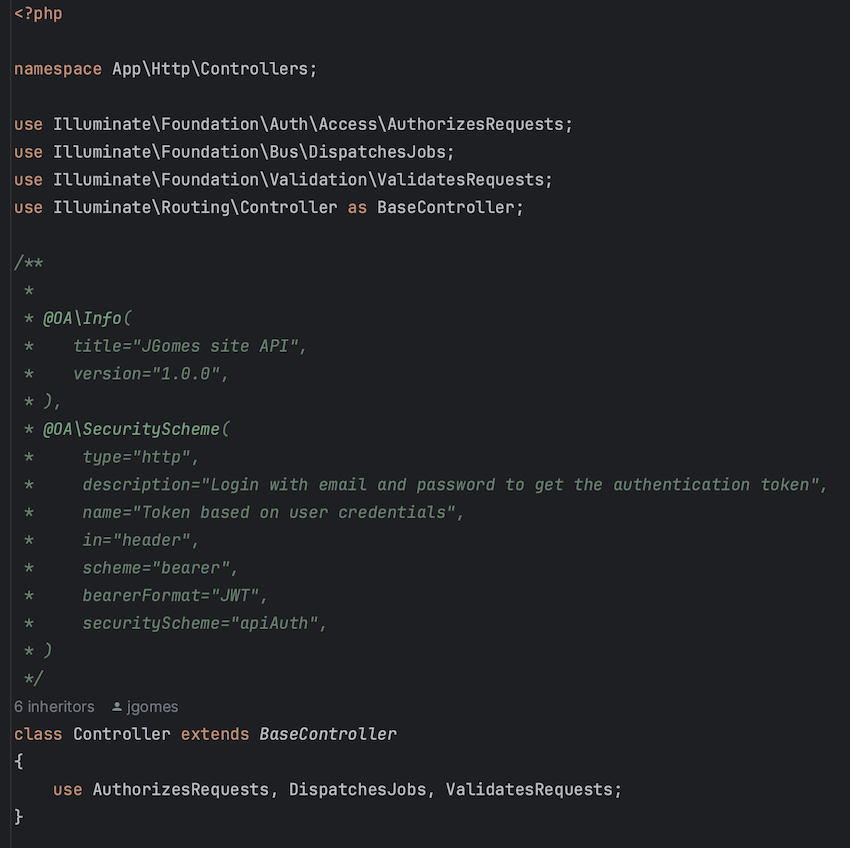 <?php
namespace App\Http\Controllers;
use Illuminate\Foundation\Auth\Access\AuthorizesRequests;
use Illuminate\Foundation\Bus\DispatchesJobs;
use Illuminate\Foundation\Validation\ValidatesRequests;
use Illuminate\Routing\Controller as BaseController;
/**
 *
 * @OA\Info(
 *    title="JGomes site API",
 *    version="1.0.0",
 * ),
 * @OA\SecurityScheme(
 *     type="http",
 *     description="Login with email and password to get the authentication token",
 *     name="Token based on user credentials",
 *     in="header",
 *     scheme="bearer",
 *     bearerFormat="JWT",
 *     securityScheme="apiAuth",
 * )
 */
6 inheritors jgomes
class Controller extends BaseController
{
    use AuthorizesRequests, DispatchesJobs, ValidatesRequests;
}